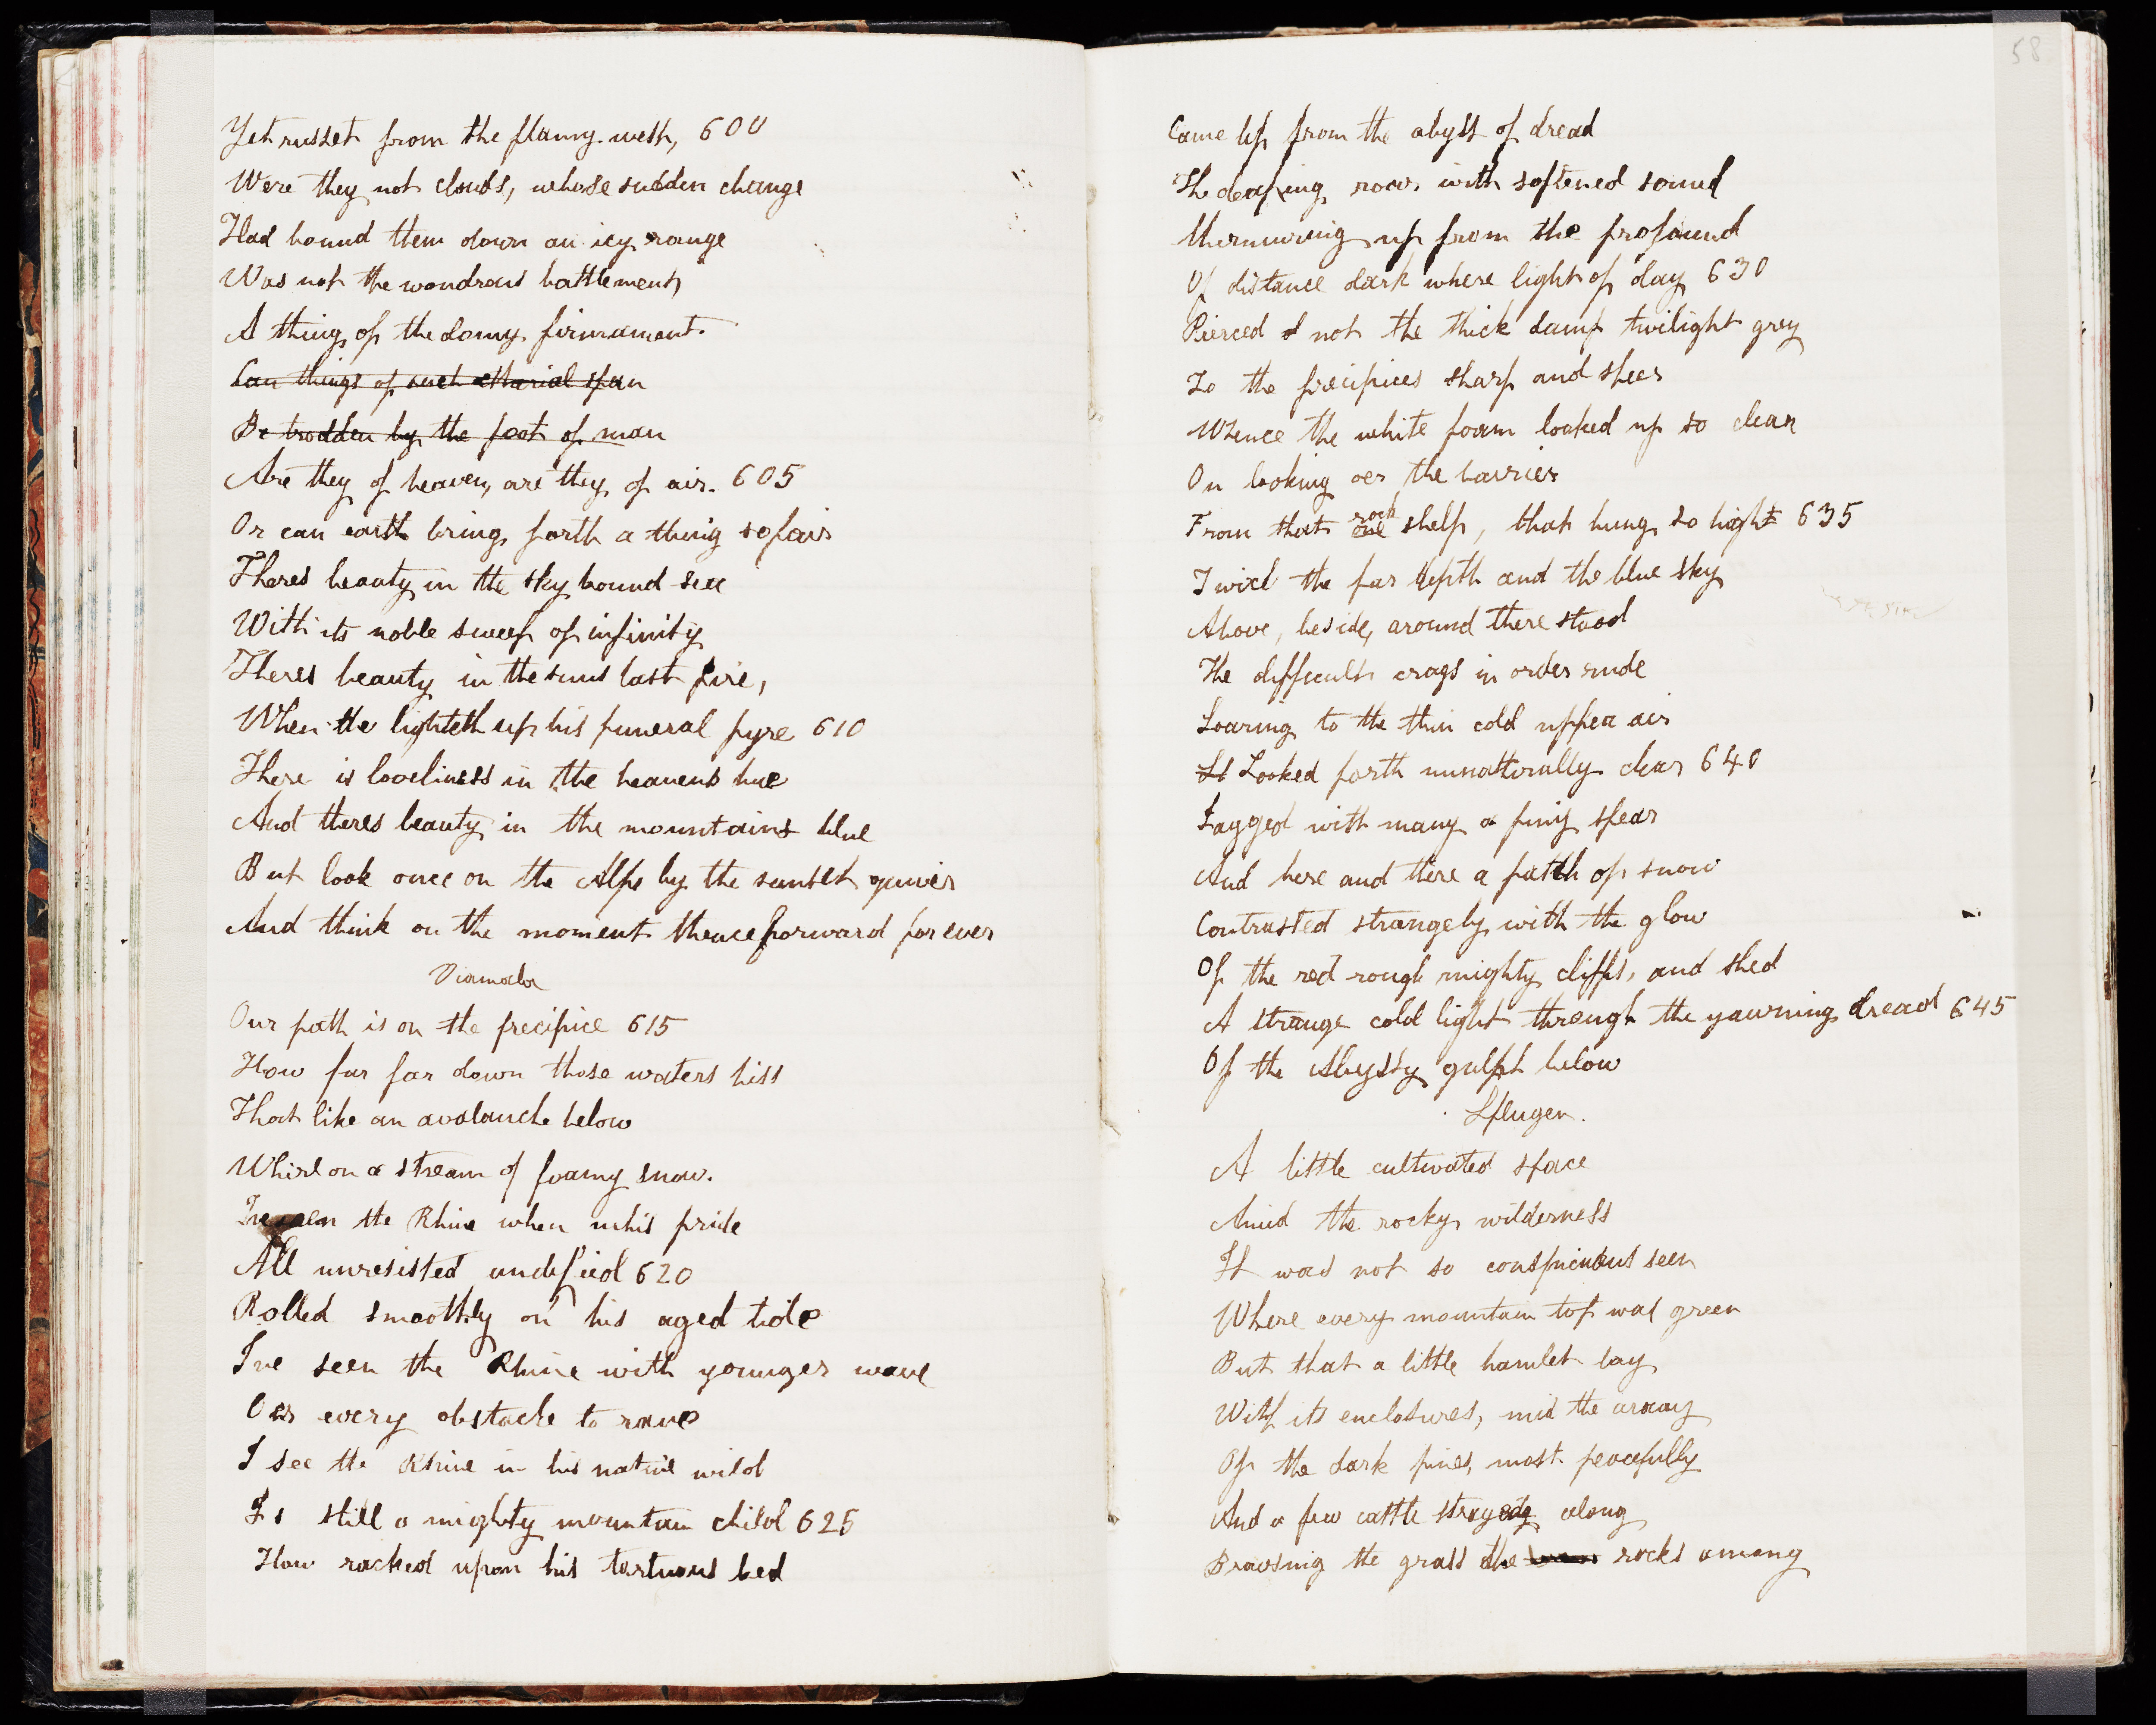 Yet russet from the flamy west, 600
Were they not clouds, whose sudden change
Had bound them down an icy range
Was not the wondrous battlement,
A thing of the domy firmament.
Can things of such etherial span
Be trodden by the foot of man
Are they of heaven, are they of air. 605
Or can earth bring forth a thing so fair
Theres beauty in the sky bound sea
With its noble sweep of infinity
Theres beauty in the suns last fire,
When he lighteth up his funeral pyre 610
There is loveliness in the heavens hue
And theres beauty in the mountains blue
But look once on the Alps by the sunset quiver
And think on the moment thenceforward for ever
Viamala
Our path is on the precipice 615
How far far down those waters hiss
That like an avalanche below
Whirl on a stream of foamy snow.
Ive seen the Rhine when in his pride
All unresisted undefied 620
Rolled smoothly on his aged tide
Ive seen the Rhine with younger wave
Oer every obstacle to rave
I see the Rhine in his native wild
Is still a mighty mountain child 625
How racked upon his tortuous bed
58
Came up from the abyss of dread
The deafing roar with softened sound
Murmuring up from the profound
Of distance dark where light of day 630
Pierced not the thick damp twilight grey
To the precipices sharp and sheer
Whence the white foam looked up so clear
On looking oer the barrier
From that one rock shelf, that hung so high 635
Twixt the far depth and the blue sky
Above, beside, around there stood
The difficult crags in order rude
Soaring to the thin cold upper air
It Looked forth unnaturally clear 640
Jagged with many a piny spear
And here and there a patch of snow
Contrasted strangely with the glow
Of the red rough mighty cliffs, and shed
A strange cold light through the yawning dread 645
Of the abyssy gulph below
Splugen.
A little cultivated space
Amid the rocky wilderness
It was not so conspicuous seen
Where every mountain top was green
But that a little hamlet lay
With its enclosures, mid the array
Of the dark pines, most peacefully
And a few cattle strayed along
Browsing the grass the rocks among